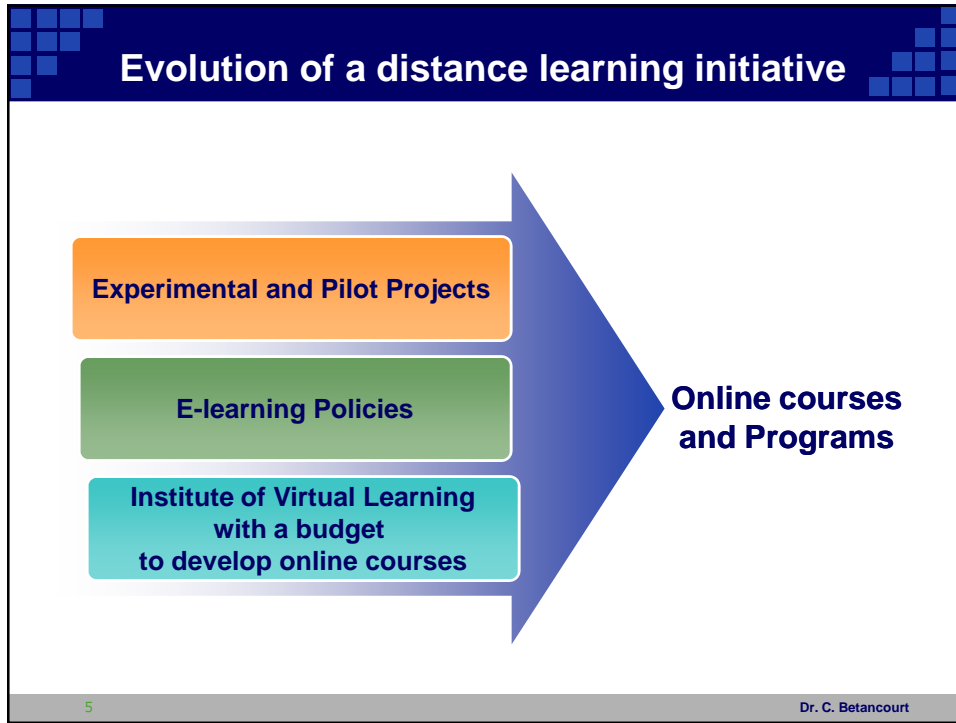 Evolution of a distance learning initiative
Experimental and Pilot Projects
E-learning Policies
Institute of Virtual Learning
with a budget
to develop online courses
Online courses
and Programs
5
Dr. C. Betancourt